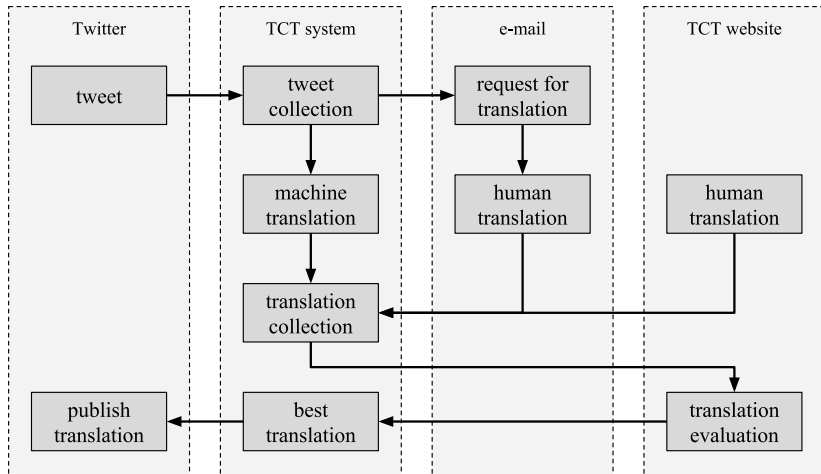 Twitter
TCT system
e-mail
TCT website
tweet
tweet
collection
request for
translation
machine
translation
human
translation
human
translation
translation
collection
publish
translation
best
translation
translation
evaluation